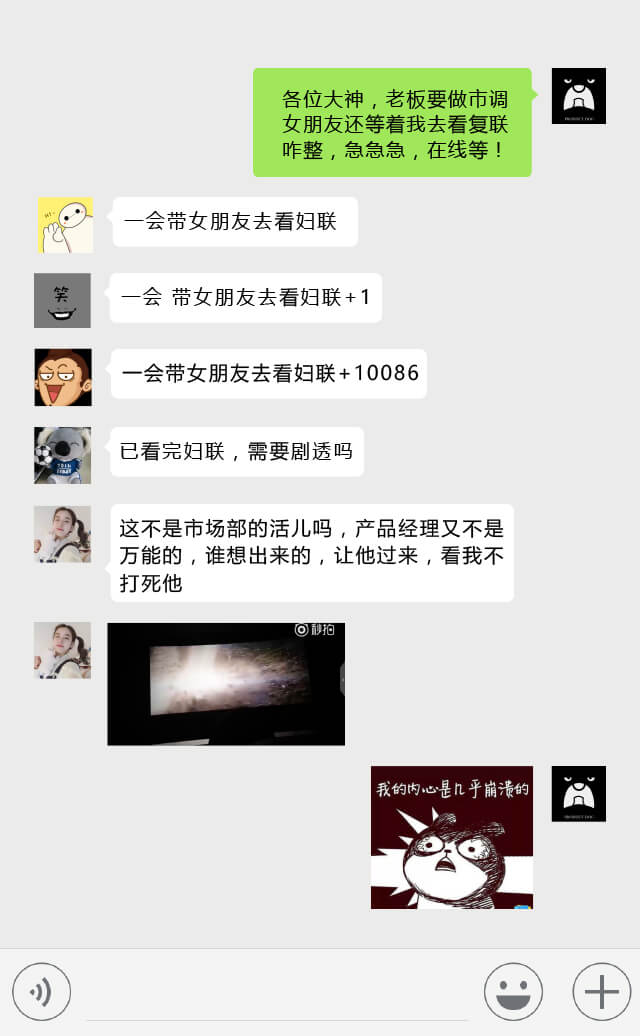 各位大神，老板要做市调
女朋友还等着我去看复联
咋整，急急急，在线等！
一会带女朋友去看妇联
一会 带女朋友去看妇联+1
笑
一会带女朋友去看妇联+10086
已看完妇联，需要剧透吗
这不是市场部的活儿吗，产品经理又不是
万能的，谁想出来的，让他过来，看我不
打死他
秒拍
我的内心是几乎崩溃的